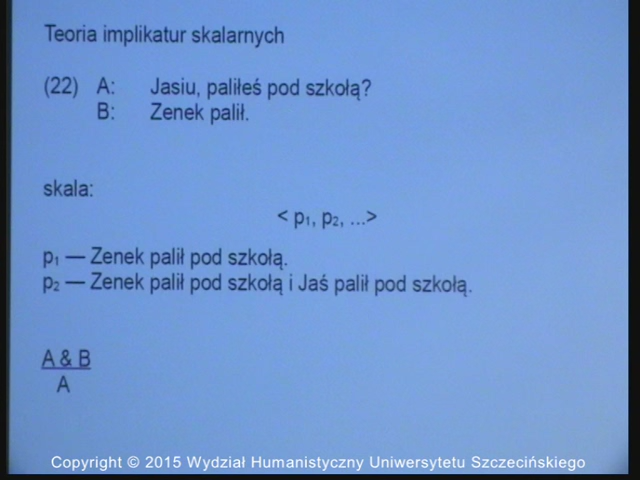 Teoria implikatur skalarnych
(22) A: Jasiu, paliłeś pod szkołą?
B: Zenek palił.
skala:
< p₁, p₂, ...>
p₁ — Zenek palił pod szkołą.
p₂ — Zenek palił pod szkołą i Jaś palił pod szkołą.
A & B
A
Copyright © 2015 Wydział Humanistyczny Uniwersytetu Szczecińskiego